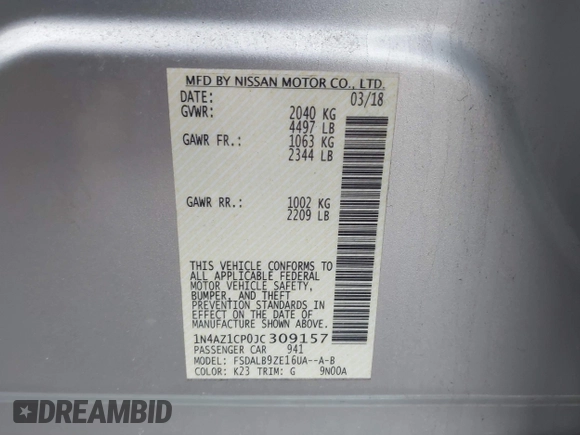 MFD BY NISSAN MOTOR CO., LTD.
DATE: 03/18
GVWR: 2040 KG
4497 LB
GAWR FR.: 1063 KG
2344 LB
GAWR RR.: 1002 KG
2209 LB
THIS VEHICLE CONFORMS TO
ALL APPLICABLE FEDERAL
MOTOR VEHICLE SAFETY,
BUMPER, AND THEFT
PREVENTION STANDARDS IN
EFFECT ON THE DATE OF
MANUFACTURE SHOWN ABOVE.
1N4AZ1CP0JC309157
PASSENGER CAR 941
MODEL: FSDALB9ZE16UA--A-B
COLOR: K23 TRIM: G 9N00A
DREAMBID